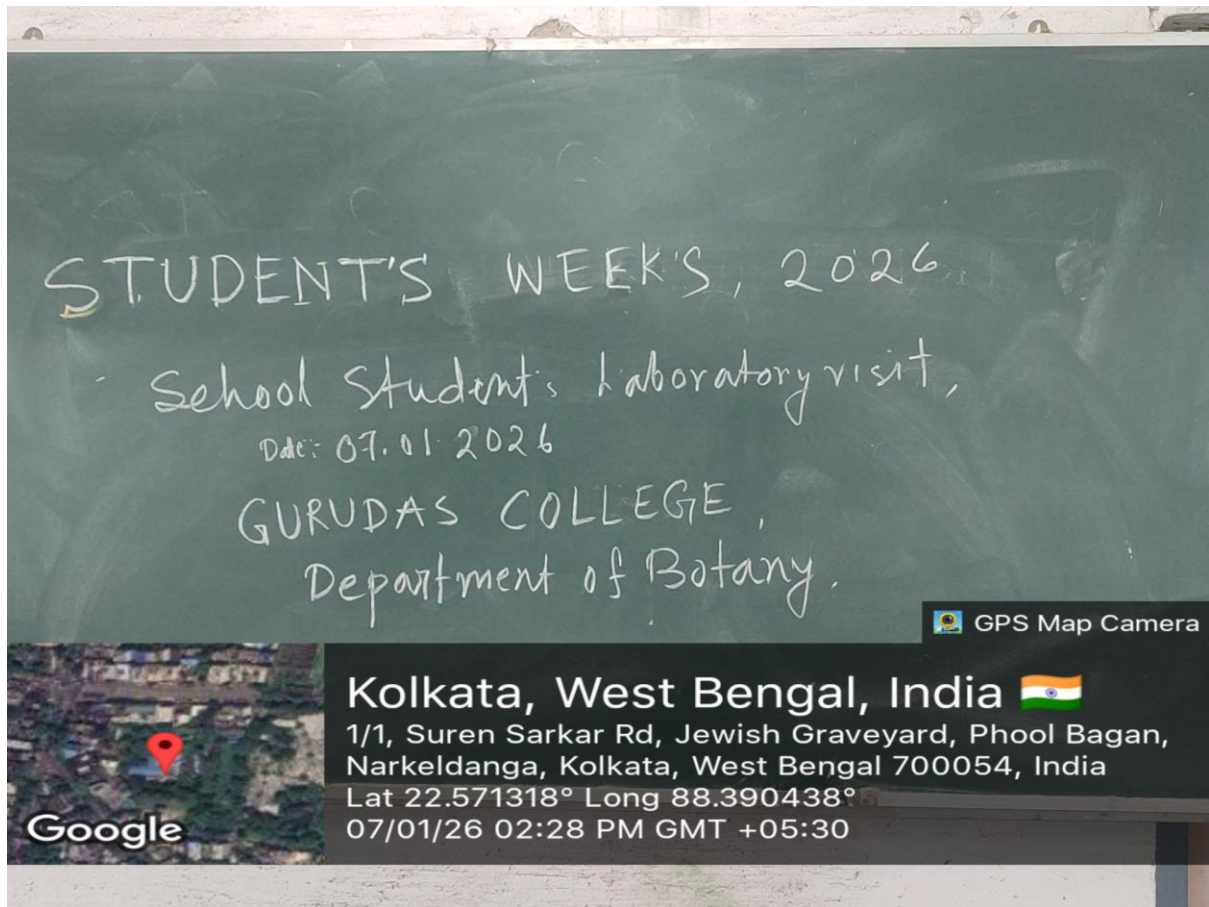 STUDENT'S WEEK'S, 2026
School Student's Laboratory visit,
Date:- 07.01.2026
GURUDAS COLLEGE,
Department of Botany.
GPS Map Camera
Kolkata, West Bengal, India
1/1, Suren Sarkar Rd, Jewish Graveyard, Phool Bagan,
Narkeldanga, Kolkata, West Bengal 700054, India
Lat 22.571318° Long 88.390438°
07/01/26 02:28 PM GMT +05:30
Google